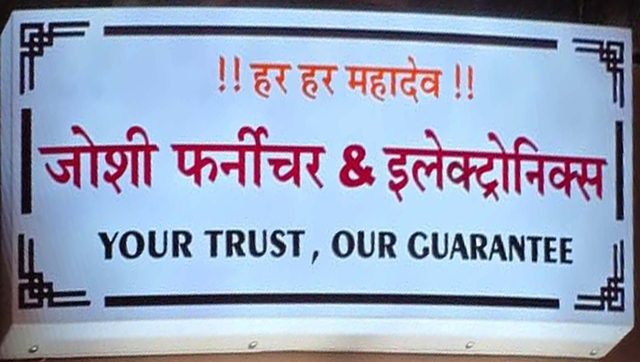 !! हर हर महादेव !!
जोशी फर्नीचर & इलेक्ट्रोनिक्स
YOUR TRUST, OUR GUARANTEE